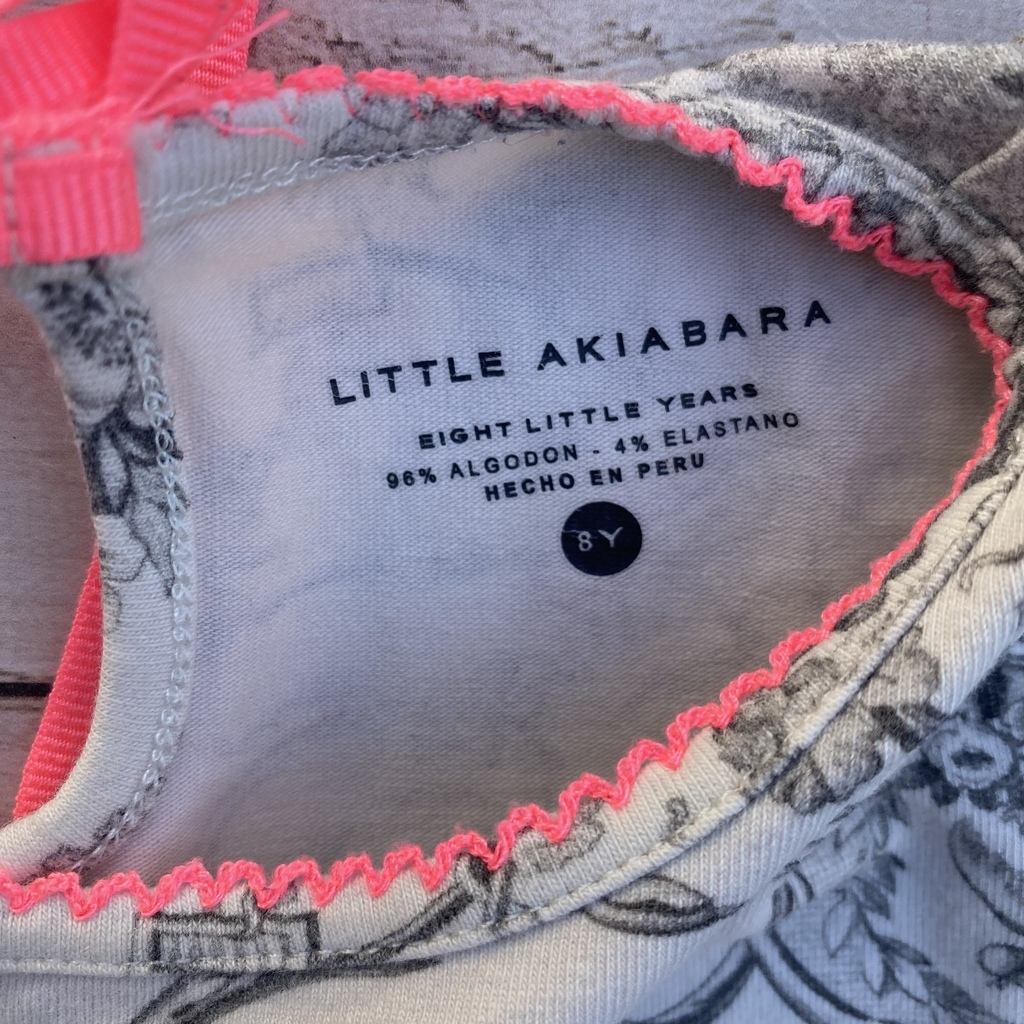 LITTLE AKIABARA
EIGHT LITTLE YEARS
96% ALGODON - 4% ELASTANO
HECHO EN PERU
8Y